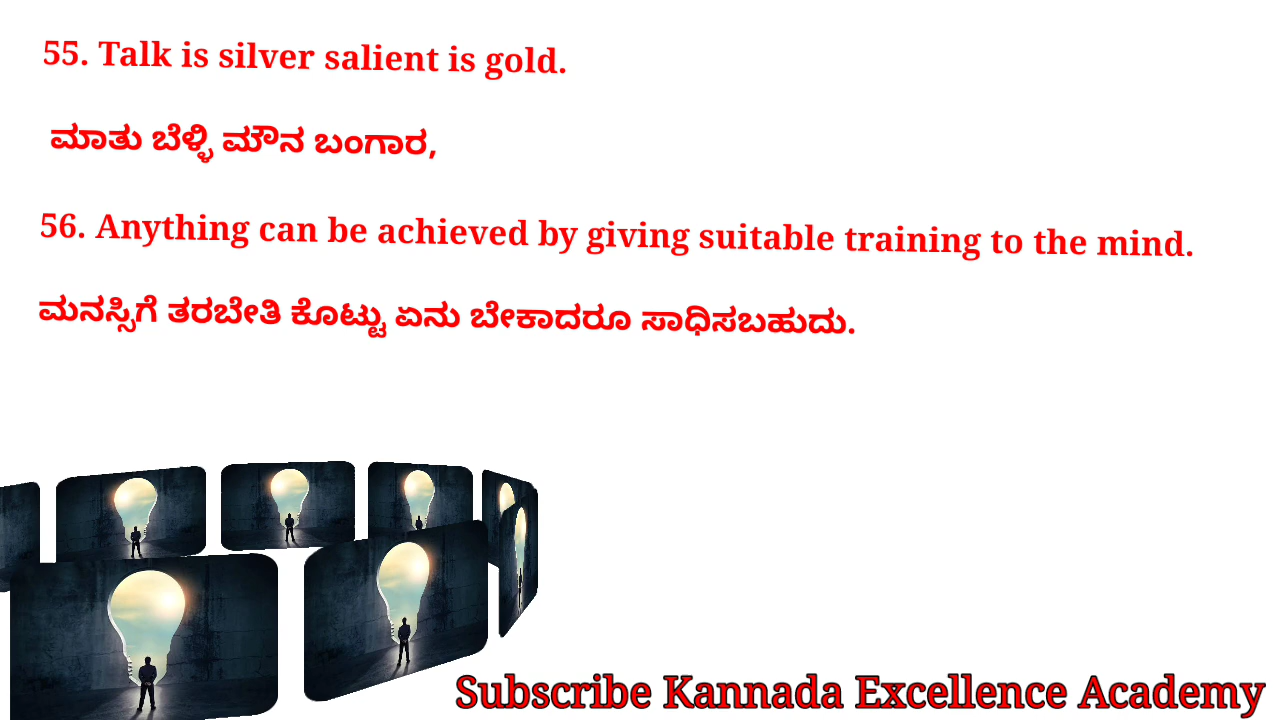 55. Talk is silver salient is gold.
ಮಾತು ಬೆಳ್ಳಿ ಮೌನ ಬಂಗಾರ,
56. Anything can be achieved by giving suitable training to the mind.
ಮನಸ್ಸಿಗೆ ತರಬೇತಿ ಕೊಟ್ಟು ಏನು ಬೇಕಾದರೂ ಸಾಧಿಸಬಹುದು.
Subscribe Kannada Excellence Academy